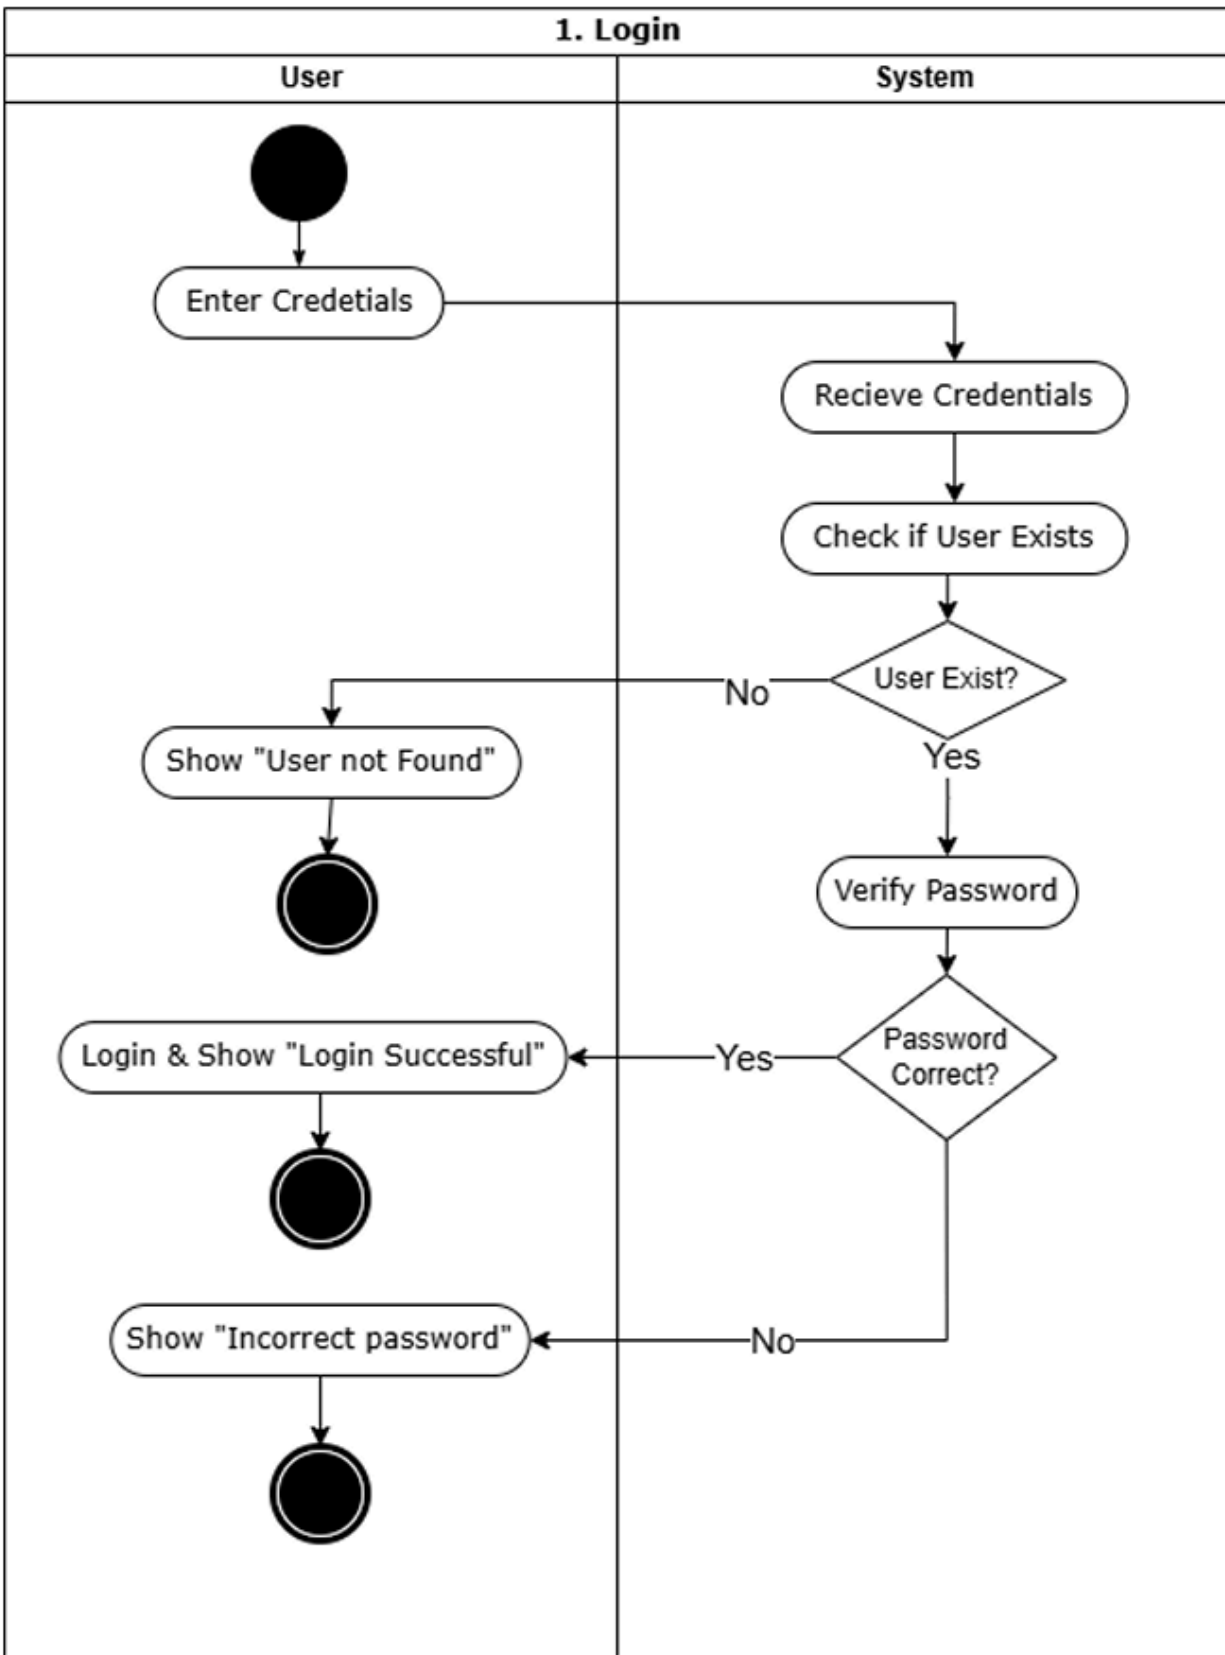 1. Login
User
System
Enter Credetials
Recieve Credentials
Check if User Exists
User Exist?
No
Yes
Show "User not Found"
Verify Password
Password
Correct?
Yes
Login & Show "Login Successful"
No
Show "Incorrect password"